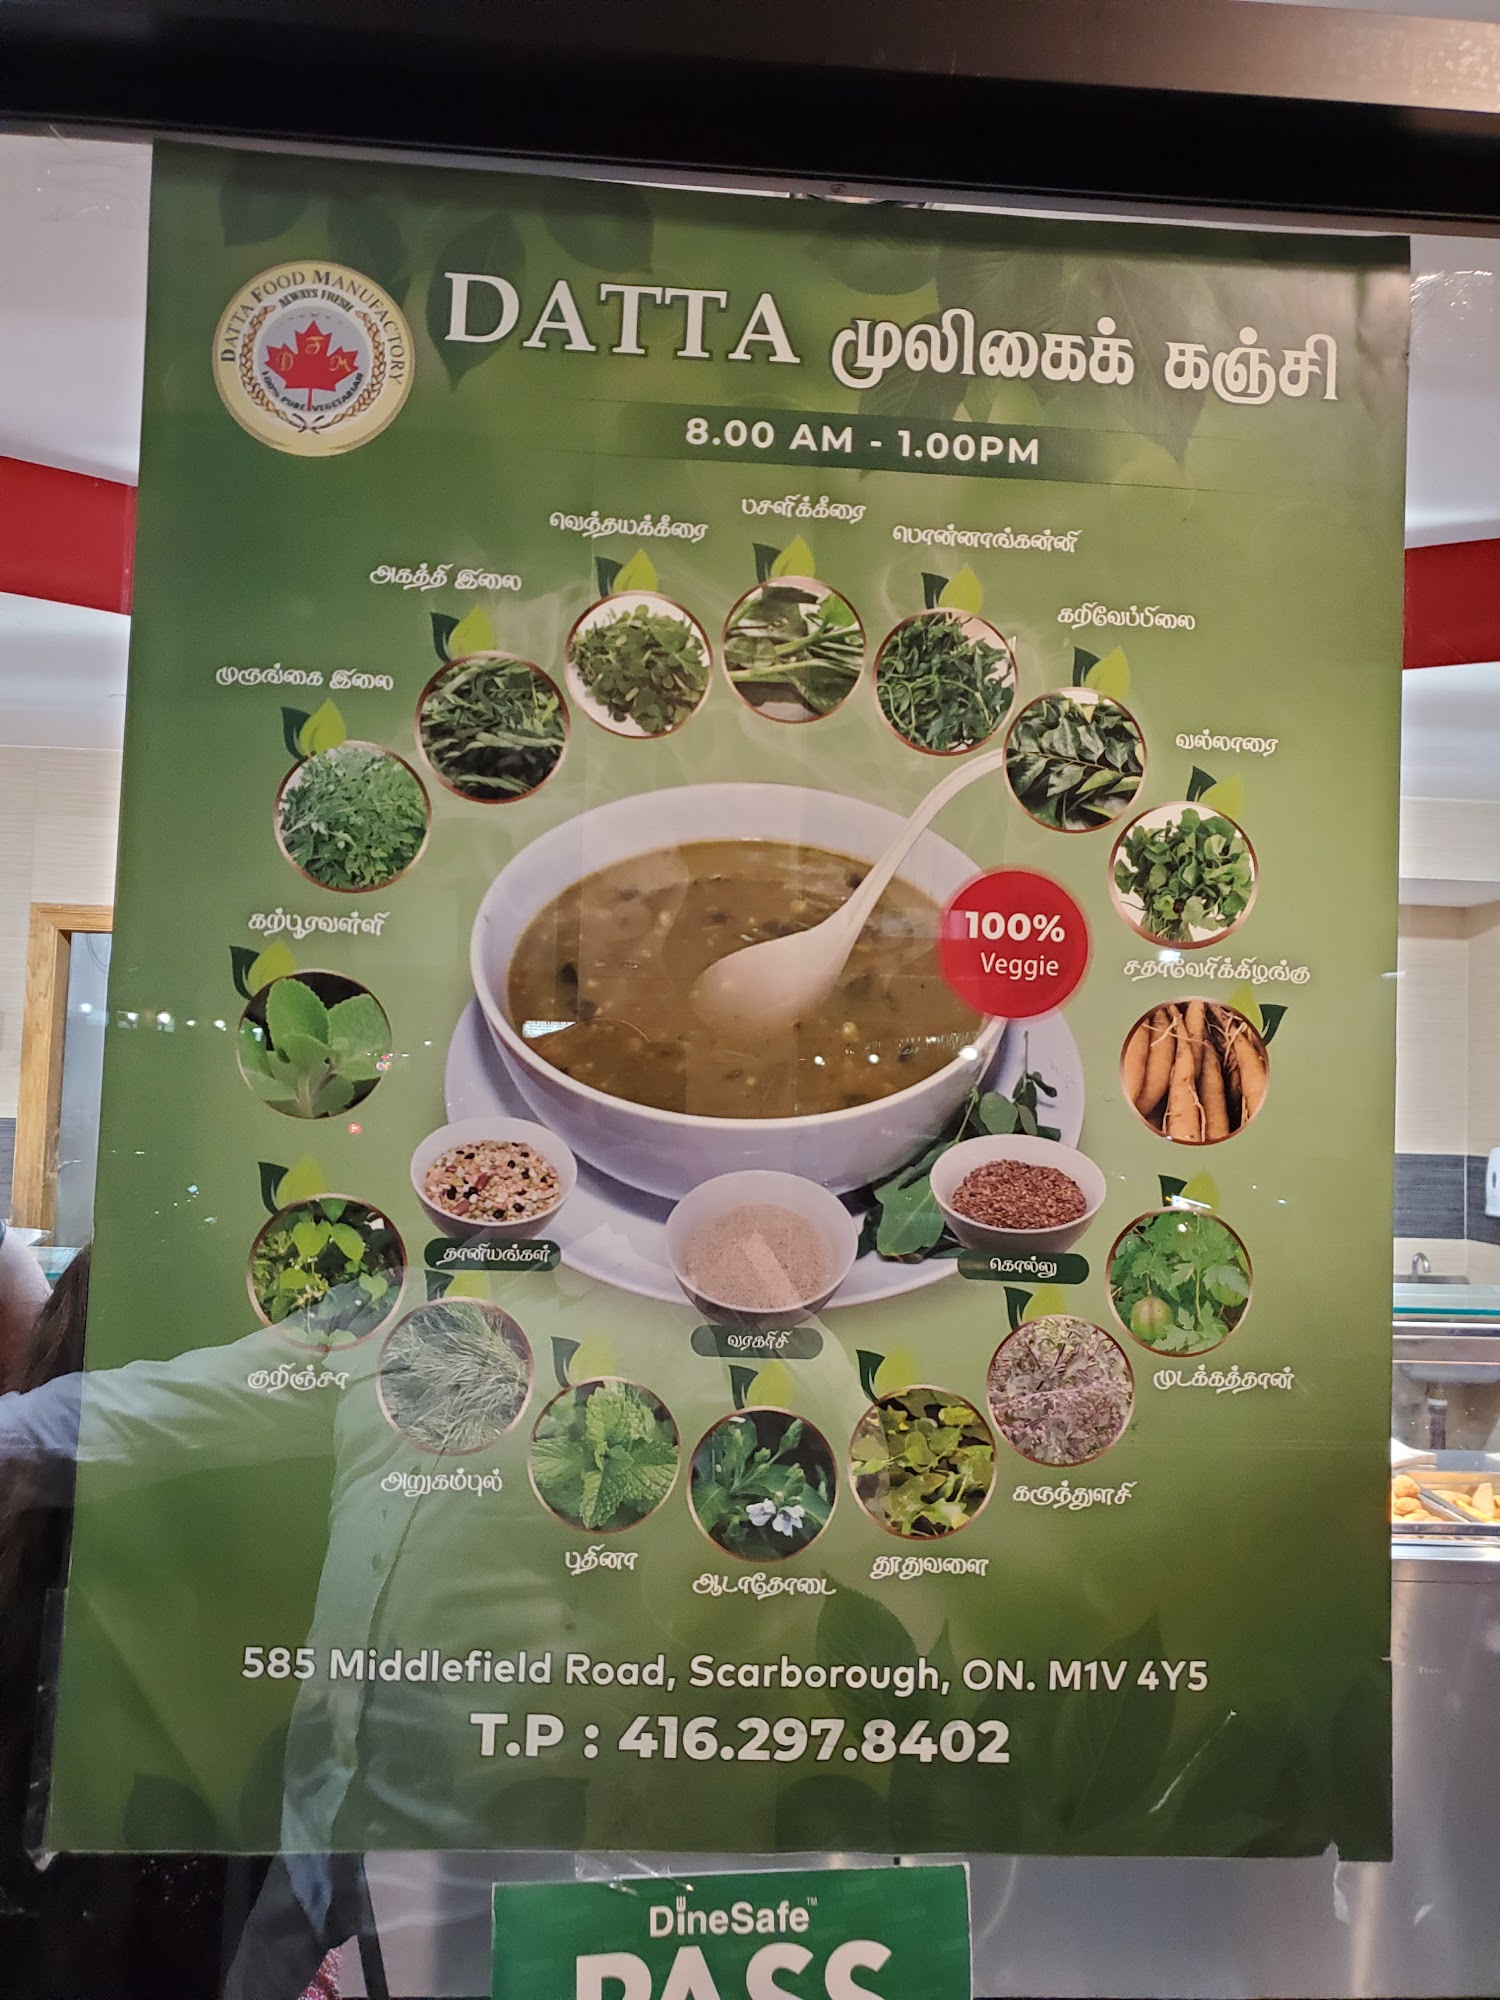 DATTA FOOD MANUFACTORY
ALWAYS FRESH
D F M
100% PURE VEGETARIAN
DATTA முலிகைக் கஞ்சி
8.00 AM - 1.00PM
பசளிக்கீரை
வெந்தயக்கீரை
பொன்னாங்கன்னி
அகத்தி இலை
கறிவேப்பிலை
முருங்கை இலை
வல்லாரை
கற்பூரவள்ளி
100%
Veggie
சதாவேரிக்கிழங்கு
தானியங்கள்
கொல்லு
வரகரிசி
குறிஞ்சா
முடக்கத்தான்
அறுகம்புல்
கருந்துளசி
புதினா
தூதுவளை
ஆடாதோடை
585 Middlefield Road, Scarborough, ON. M1V 4Y5
T.P : 416.297.8402
DineSafe™
PASS